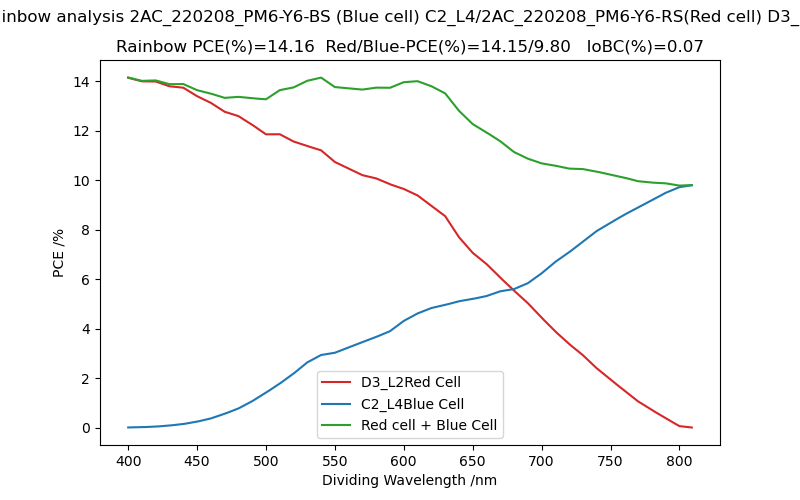 inbow analysis 2AC_220208_PM6-Y6-BS (Blue cell) C2_L4/2AC_220208_PM6-Y6-RS(Red cell) D3_
Rainbow PCE(%)=14.16 Red/Blue-PCE(%)=14.15/9.80 IoBC(%)=0.07
PCE /%
14
12
10
8
6
4
2
0
D3_L2Red Cell
C2_L4Blue Cell
Red cell + Blue Cell
400 450 500 550 600 650 700 750 800
Dividing Wavelength /nm